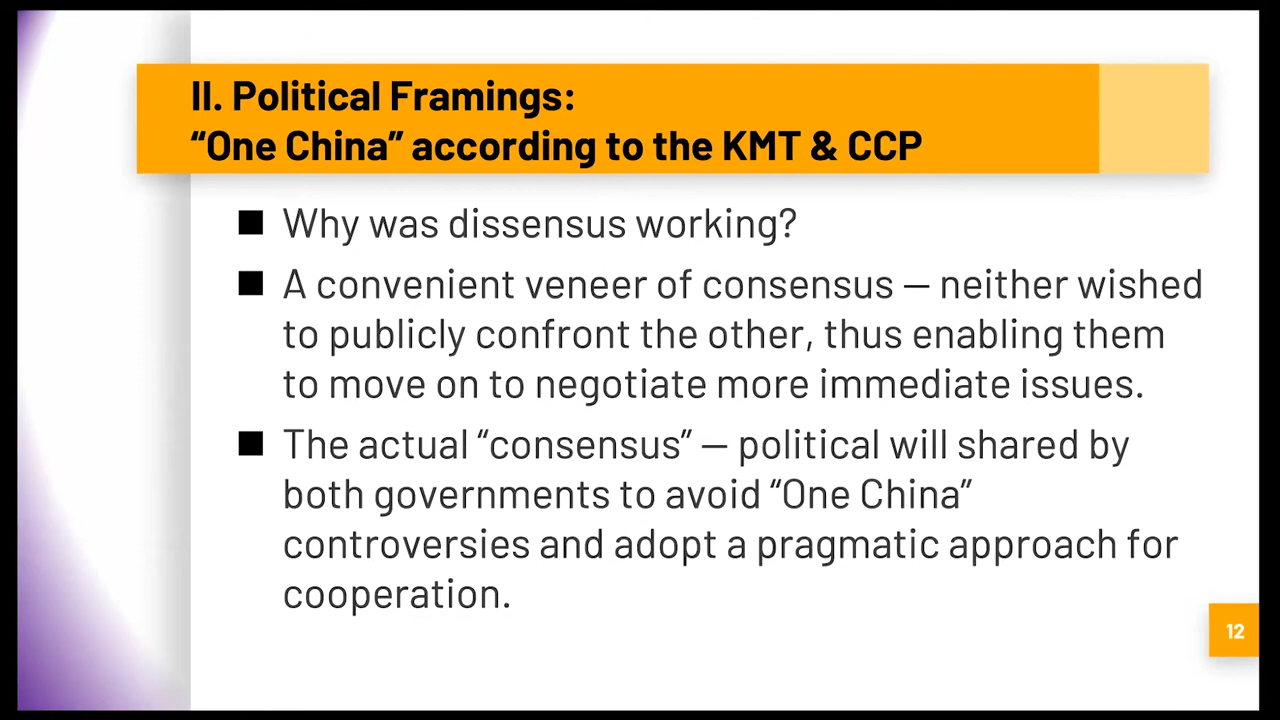 II. Political Framings:
“One China” according to the KMT & CCP
■ Why was dissensus working?
■ A convenient veneer of consensus — neither wished
to publicly confront the other, thus enabling them
to move on to negotiate more immediate issues.
■ The actual “consensus” — political will shared by
both governments to avoid “One China”
controversies and adopt a pragmatic approach for
cooperation.
12